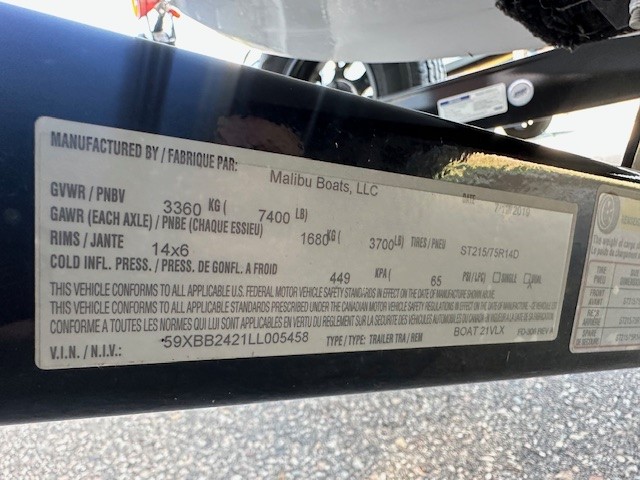 MANUFACTURED BY / FABRIQUE PAR: Malibu Boats, LLC DATE
GVWR / PNBV 3360 KG ( 7400 LB)
GAWR (EACH AXLE) / PNBE (CHAQUE ESSIEU) 1680 KG ( 3700 LB) TIRES / PNEU ST215/75R14D
RIMS / JANTE 14x6
COLD INFL. PRESS. / PRESS. DE GONFL. A FROID 449 KPA ( 65 PSI / LPC) SINGLE DUAL
THIS VEHICLE CONFORMS TO ALL APPLICABLE U.S. FEDERAL MOTOR VEHICLE SAFETY STANDARDS IN EFFECT ON THE DATE OF MANUFACTURE SHOWN ABOVE.
THIS VEHICLE CONFORMS TO ALL APPLICABLE STANDARDS PRESCRIBED UNDER THE CANADIAN MOTOR VEHICLE SAFETY REGULATIONS IN EFFECT ON THE DATE OF MANUFACTURE
CONFORME A TOUTES LES NORMES QUI LUI SONT APPLICABLES EN VERTU DU REGLEMENT SUR LA SECURITE DES VEHICULES AUTOMOBILES DU CANADA EN VIGUEUR A LA DATE DE SA FABRICATION
V.I.N. / N.I.V.: 59XBB2421LL005458 TYPE / TYPE: TRAILER TRA / REM BOAT 21VLX